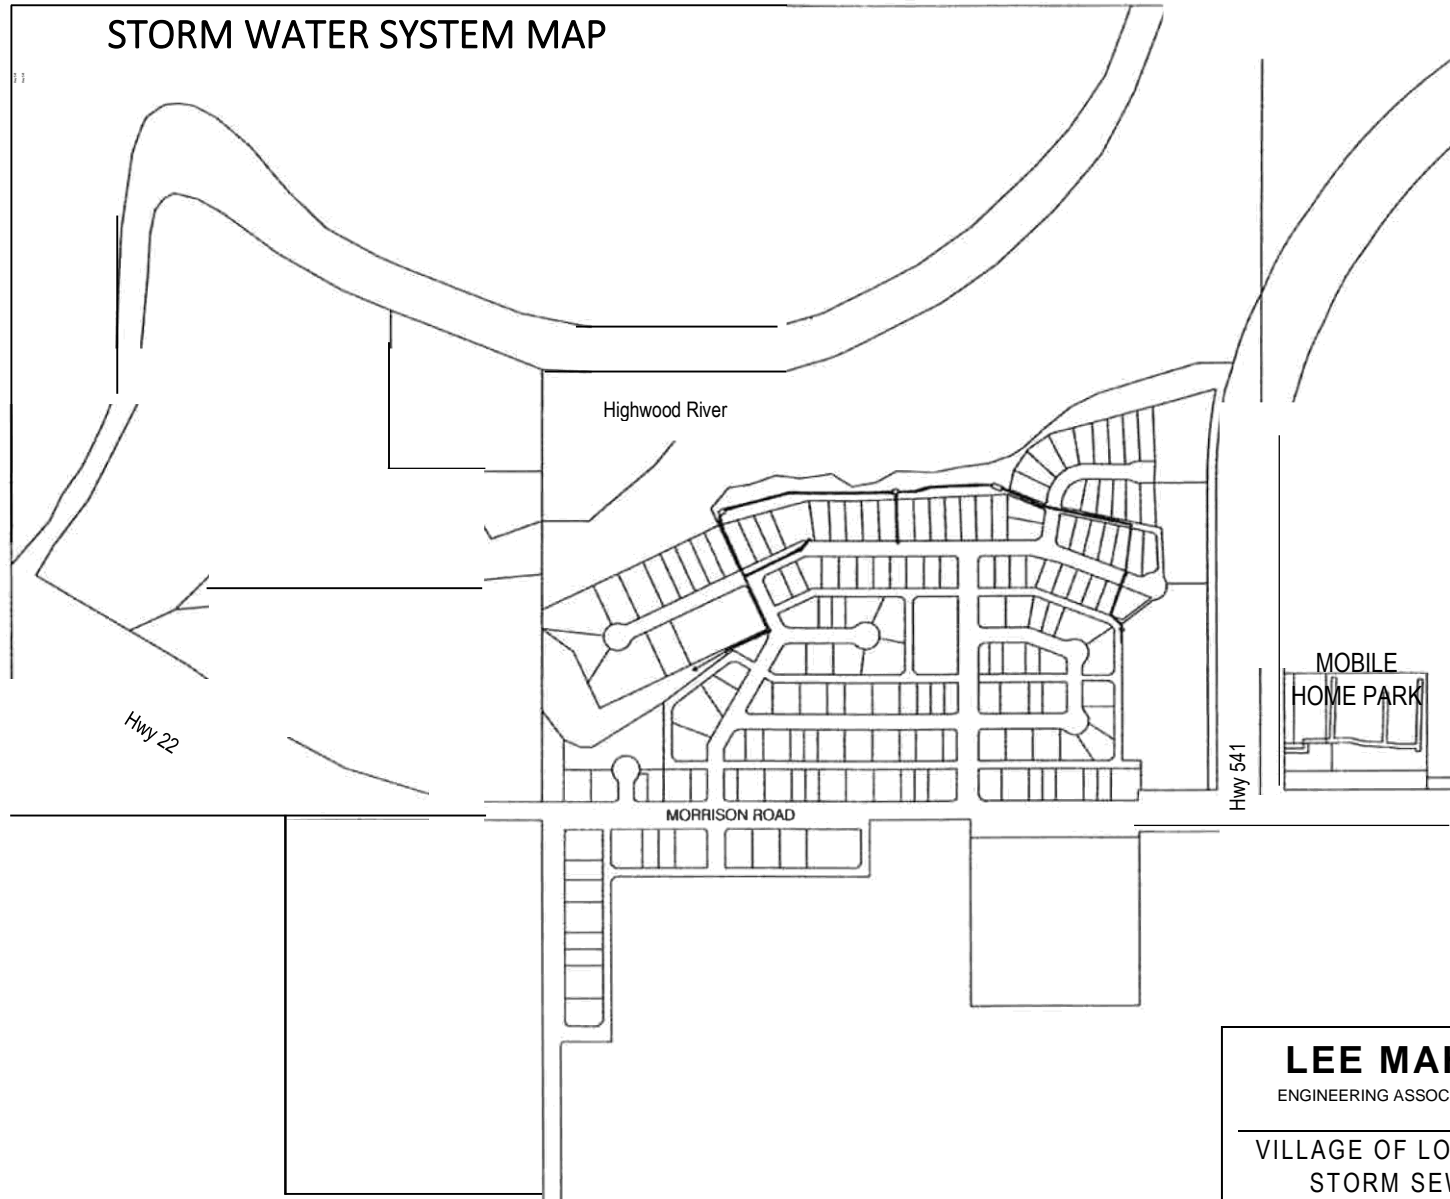 STORM WATER SYSTEM MAP
Highwood River
MOBILE
HOME PARK
Hwy 22
Hwy 541
MORRISON ROAD
LEE MA
ENGINEERING ASSOC
VILLAGE OF LO
STORM SEW